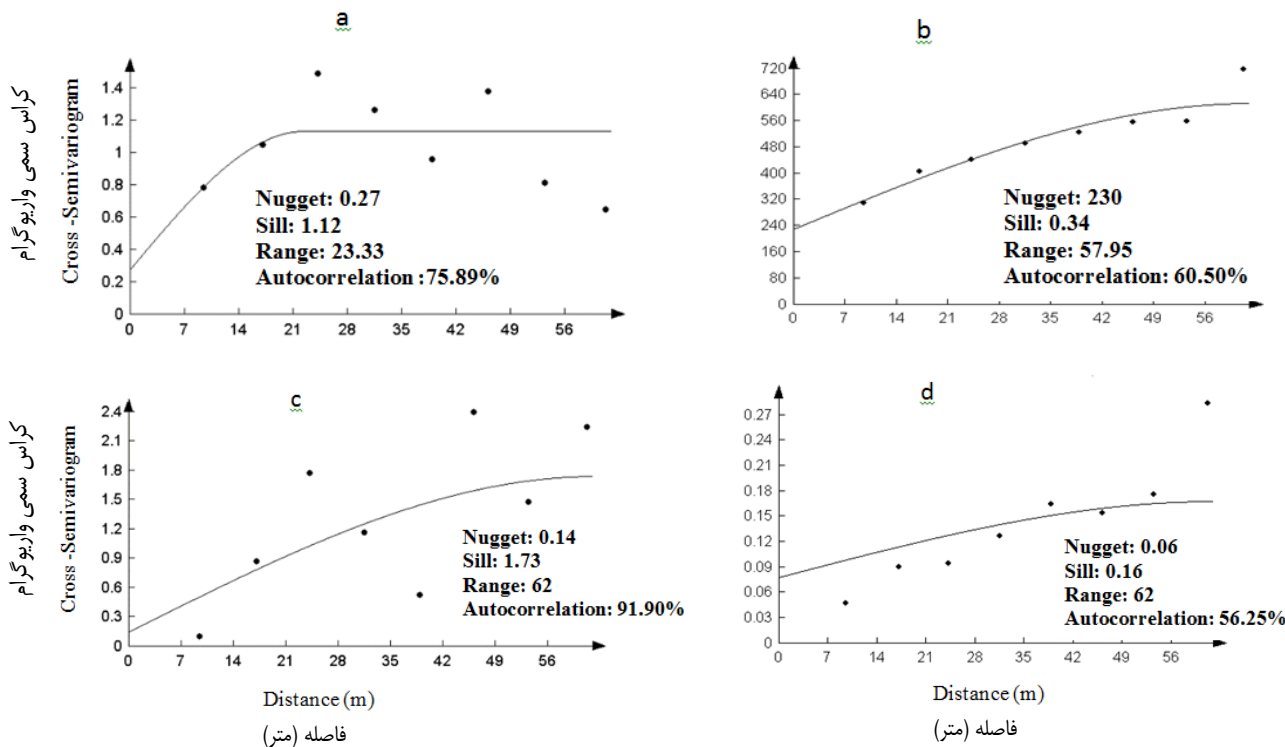 a
کراس سمی واریوگرام
Cross -Semivariogram
1.4
1.2
1
0.8
0.6
0.4
0.2
0
Nugget: 0.27
Sill: 1.12
Range: 23.33
Autocorrelation :75.89%
0 7 14 21 28 35 42 49 56
b
720
640
560
480
400
320
240
160
80
0
Nugget: 230
Sill: 0.34
Range: 57.95
Autocorrelation: 60.50%
0 7 14 21 28 35 42 49 56
c
کراس سمی واریوگرام
Cross -Semivariogram
2.4
2.1
1.8
1.5
1.2
0.9
0.6
0.3
0
Nugget: 0.14
Sill: 1.73
Range: 62
Autocorrelation: 91.90%
0 7 14 21 28 35 42 49 56
Distance (m)
فاصله (متر)
d
0.27
0.24
0.21
0.18
0.15
0.12
0.09
0.06
0.03
0
Nugget: 0.06
Sill: 0.16
Range: 62
Autocorrelation: 56.25%
0 7 14 21 28 35 42 49 56
Distance (m)
فاصله (متر)